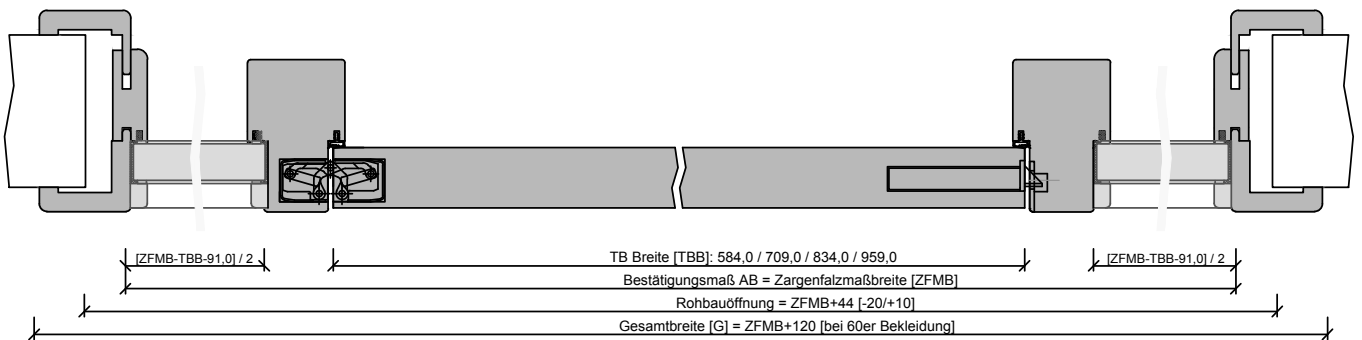 [ZFMB-TBB-91,0] / 2
TB Breite [TBB]: 584,0 / 709,0 / 834,0 / 959,0
[ZFMB-TBB-91,0] / 2
Bestätigungsmaß AB = Zargenfalzmaßbreite [ZFMB]
Rohbauöffnung = ZFMB+44 [-20/+10]
Gesamtbreite [G] = ZFMB+120 [bei 60er Bekleidung]